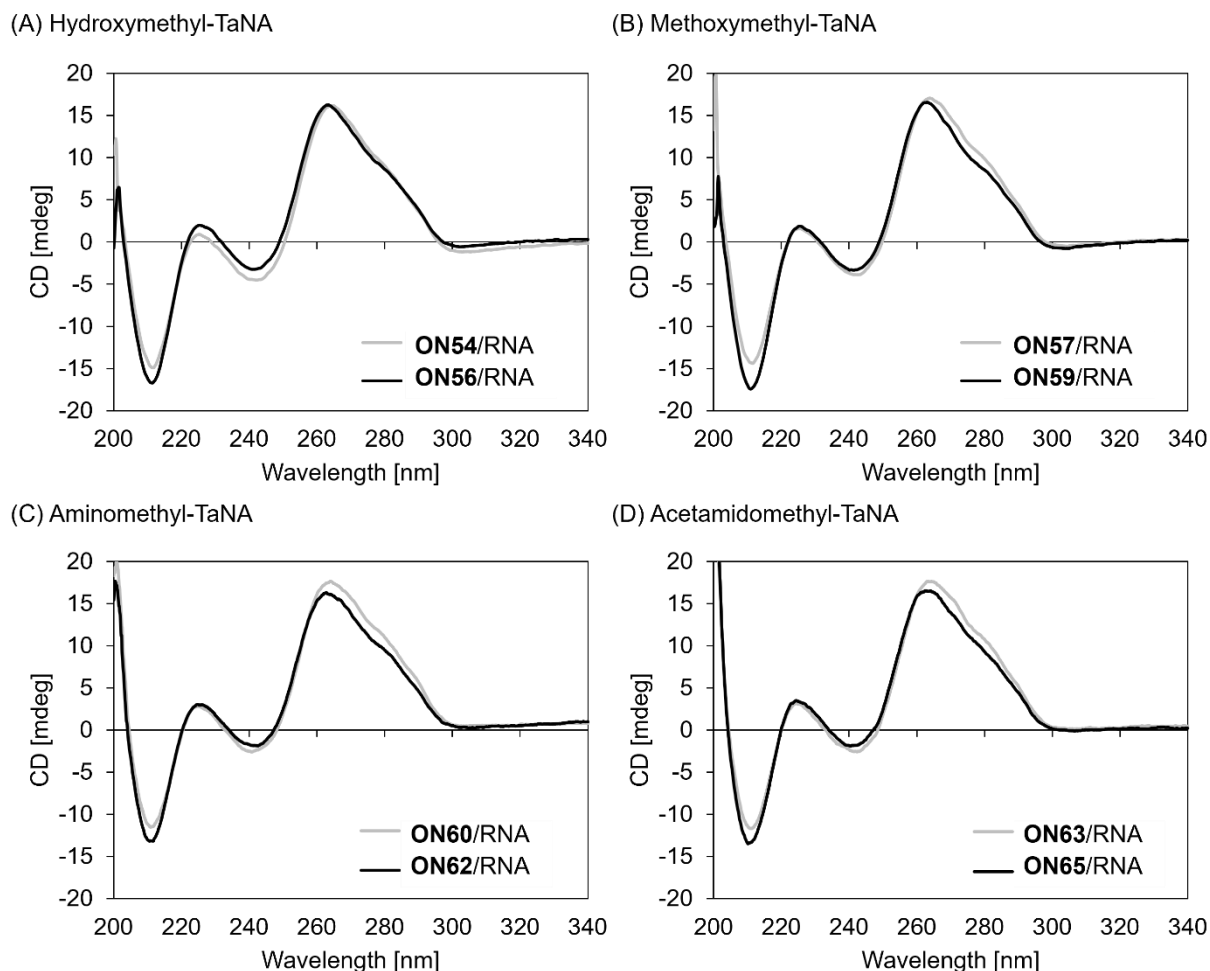 (A) Hydroxymethyl-TaNA
20
15
10
5
0
-5
-10
-15
-20
CD [mdeg]
ON54/RNA
ON56/RNA
200 220 240 260 280 300 320 340
Wavelength [nm]
(B) Methoxymethyl-TaNA
20
15
10
5
0
-5
-10
-15
-20
CD [mdeg]
ON57/RNA
ON59/RNA
200 220 240 260 280 300 320 340
Wavelength [nm]
(C) Aminomethyl-TaNA
20
15
10
5
0
-5
-10
-15
-20
CD [mdeg]
ON60/RNA
ON62/RNA
200 220 240 260 280 300 320 340
Wavelength [nm]
(D) Acetamidomethyl-TaNA
20
15
10
5
0
-5
-10
-15
-20
CD [mdeg]
ON63/RNA
ON65/RNA
200 220 240 260 280 300 320 340
Wavelength [nm]